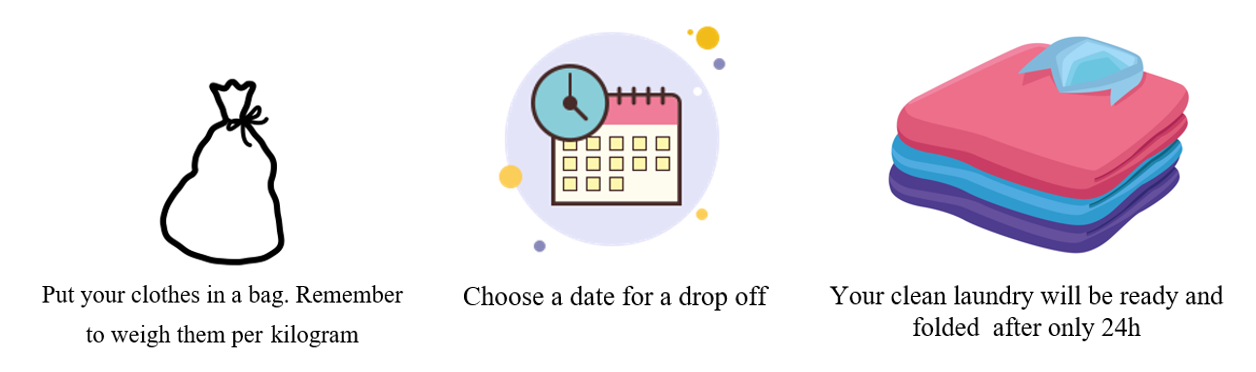 Put your clothes in a bag. Remember
to weigh them per kilogram
Choose a date for a drop off
Your clean laundry will be ready and
folded after only 24h